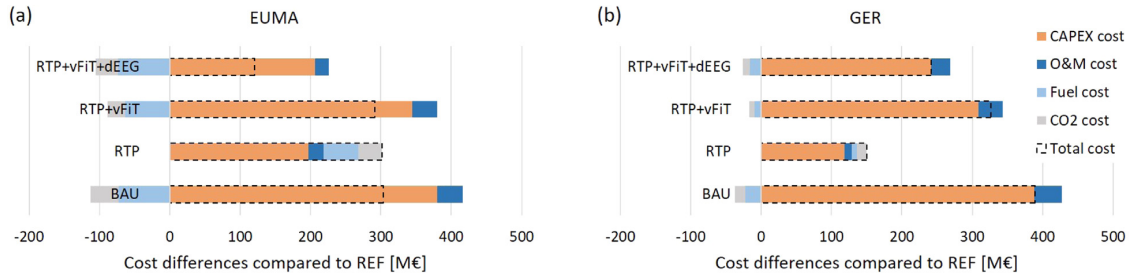 (a)
EUMA
RTP+vFiT+dEEG
RTP+vFiT
RTP
BAU
-200 -100 0 100 200 300 400 500
Cost differences compared to REF [M€]
(b)
GER
RTP+vFiT+dEEG
RTP+vFiT
RTP
BAU
-200 -100 0 100 200 300 400 500
Cost differences compared to REF [M€]
CAPEX cost
O&M cost
Fuel cost
CO2 cost
Total cost